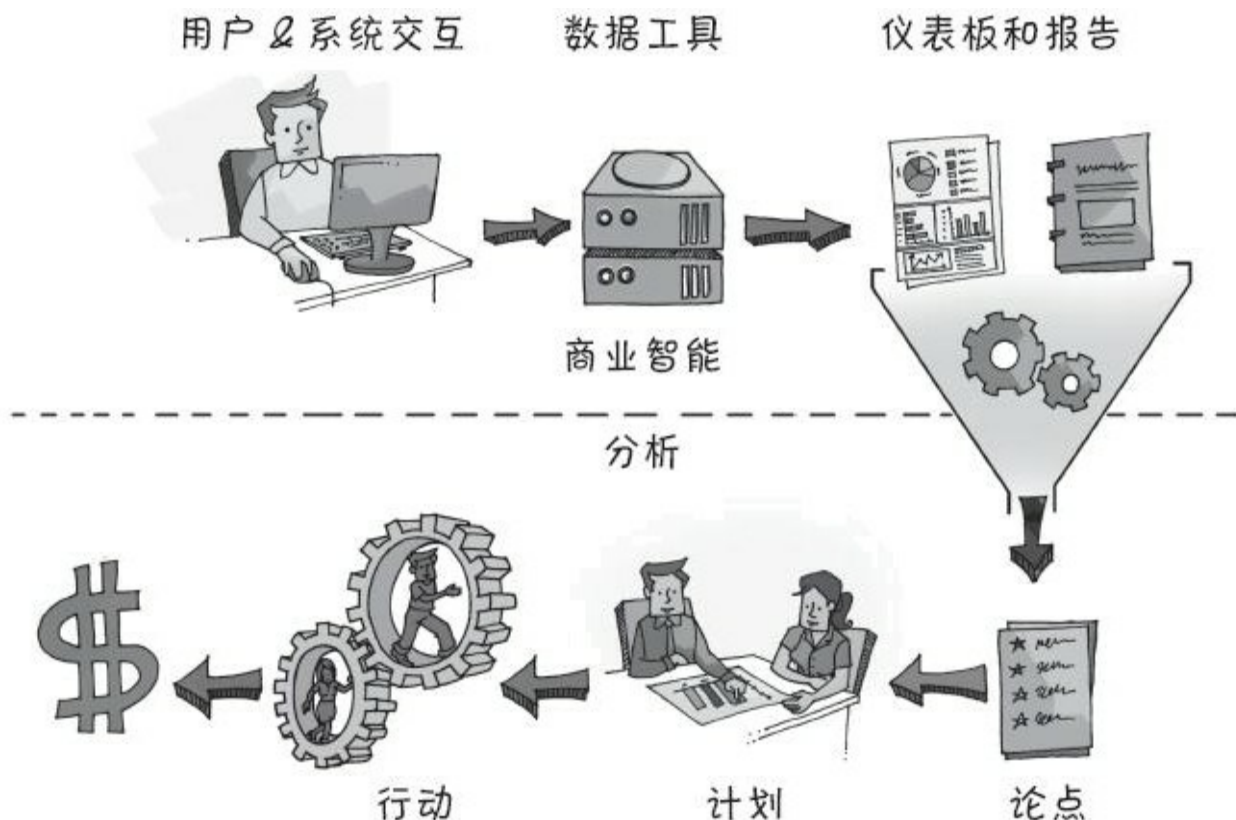 用户&系统交互
数据工具
仪表板和报告
商业智能
分析
行动
计划
论点